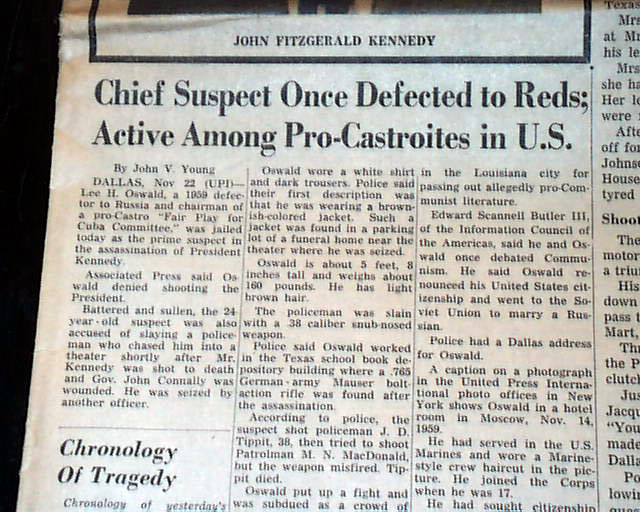 JOHN FITZGERALD KENNEDY
Chief Suspect Once Defected to Reds;
Active Among Pro-Castroites in U.S.
By John V. Young
DALLAS, Nov 22 (UPI)—
Lee H. Oswald, a 1959 defec-
tor to Russia and chairman of
a pro-Castro "Fair Play for
Cuba Committee," was jailed
today as the prime suspect in
the assassination of President
Kennedy.
Associated Press said Os-
wald denied shooting the
President.
Battered and sullen, the 24-
year-old suspect was also
accused of slaying a police-
man who chased him into a
theater shortly after Mr.
Kennedy was shot to death
and Gov. John Connally was
wounded. He was seized by
another officer.
Chronology
Of Tragedy
Chronology of yesterday's
Oswald wore a white shirt
and dark trousers. Police said
their first description was
that he was wearing a brown-
ish-colored jacket. Such a
jacket was found in a parking
lot of a funeral home near the
theater where he was seized.
Oswald is about 5 feet, 8
inches tall and weighs about
160 pounds. He has light
brown hair.
The policeman was slain
with a .38 caliber snub-nosed
weapon.
Police said Oswald worked
in the Texas school book de-
pository building where a .765
German-army Mauser bolt-
action rifle was found after
the assassination.
According to police, the
suspect shot policeman J. D.
Tippit, 38, then tried to shoot
Patrolman M. N. MacDonald,
but the weapon misfired. Tip-
pit died.
Oswald put up a fight and
was subdued as a crowd of
in the Louisiana city for
passing out allegedly pro-Com-
munist literature.
Edward Scannell Butler III,
of the Information Council of
the Americas, said he and Os-
wald once debated Commu-
nism. He said Oswald re-
nounced his United States cit-
izenship and went to the So-
viet Union to marry a Rus-
sian.
Police had a Dallas address
for Oswald.
A caption on a photograph
in the United Press Interna-
tional photo offices in New
York shows Oswald in a hotel
room in Moscow, Nov. 14,
1959.
He had served in the U.S.
Marines and wore a Marine-
style crew haircut in the pic-
ture. He joined the Corps
when he was 17.
He had sought citizenship
Texas
Mrs
at Mr
his le
Mrs
she ha
Her le
were
Afte
off for
Johnso
House
tyred
Shoot
The
motor
a triu
His
down
pass t
Mart,
Th
the P
clutc
Jus
Jacqu
"You
made
Dalla
Po
lowi